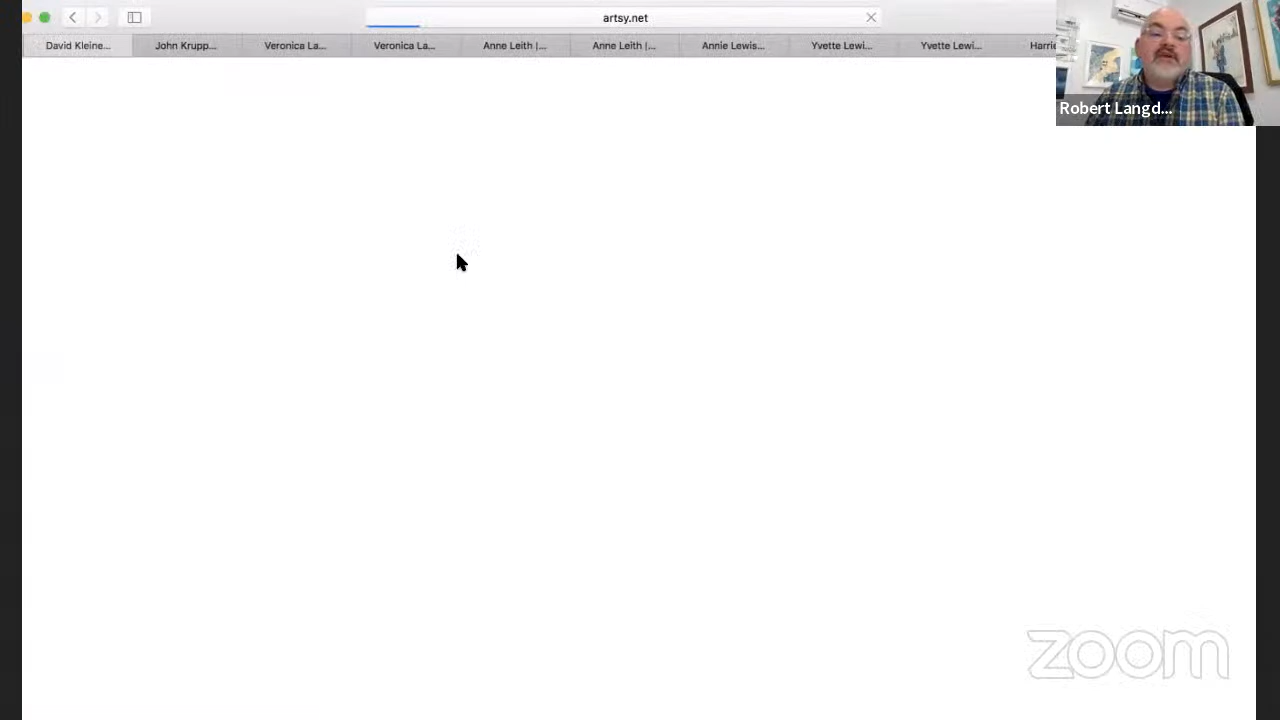 artsy.net
David Kleine...
John Krupp...
Veronica La...
Veronica La...
Anne Leith |...
Anne Leith |...
Annie Lewis...
Yvette Lewi...
Yvette Lewi...
Harrie
Robert Langd...
zoom